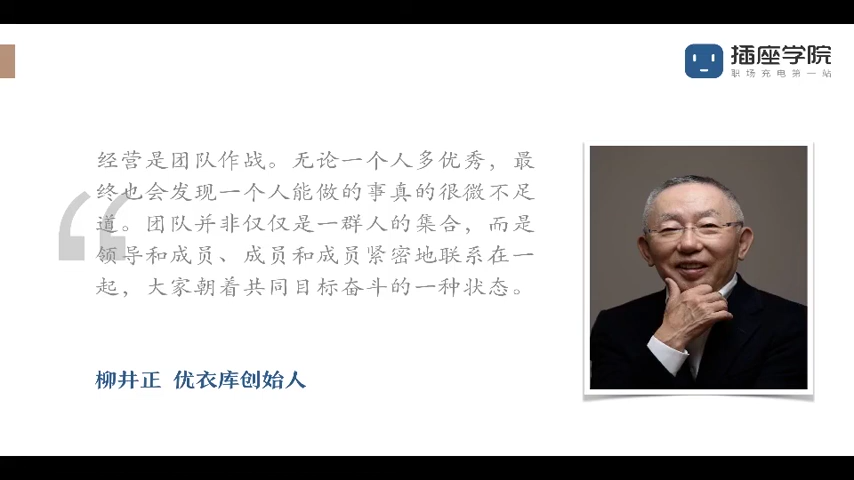 插座学院
职场充电第一站
经营是团队作战。无论一个人多优秀，最
终也会发现一个人能做的事真的很微不足
道。团队并非仅仅是一群人的集合，而是
领导和成员、成员和成员紧密地联系在一
起，大家朝着共同目标奋斗的一种状态。
柳井正 优衣库创始人